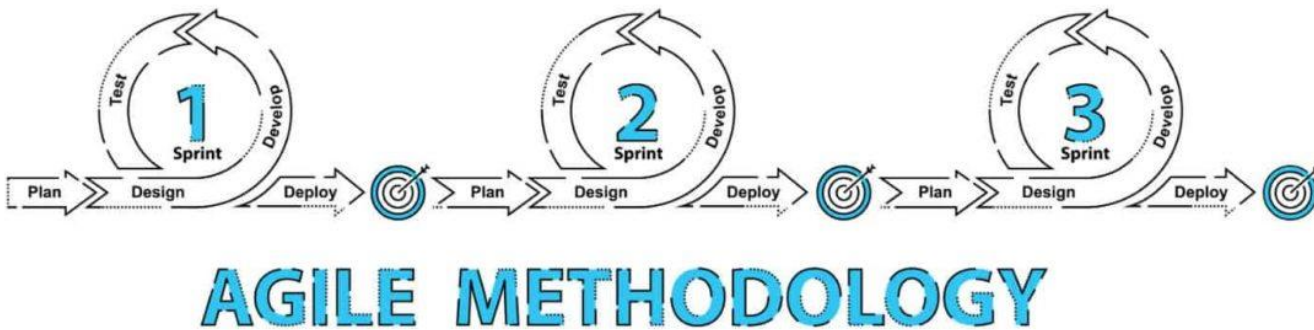 Test
1
Sprint
Develop
Plan
Design
Deploy
Test
2
Sprint
Develop
Plan
Design
Deploy
Test
3
Sprint
Develop
Plan
Design
Deploy
AGILE METHODOLOGY